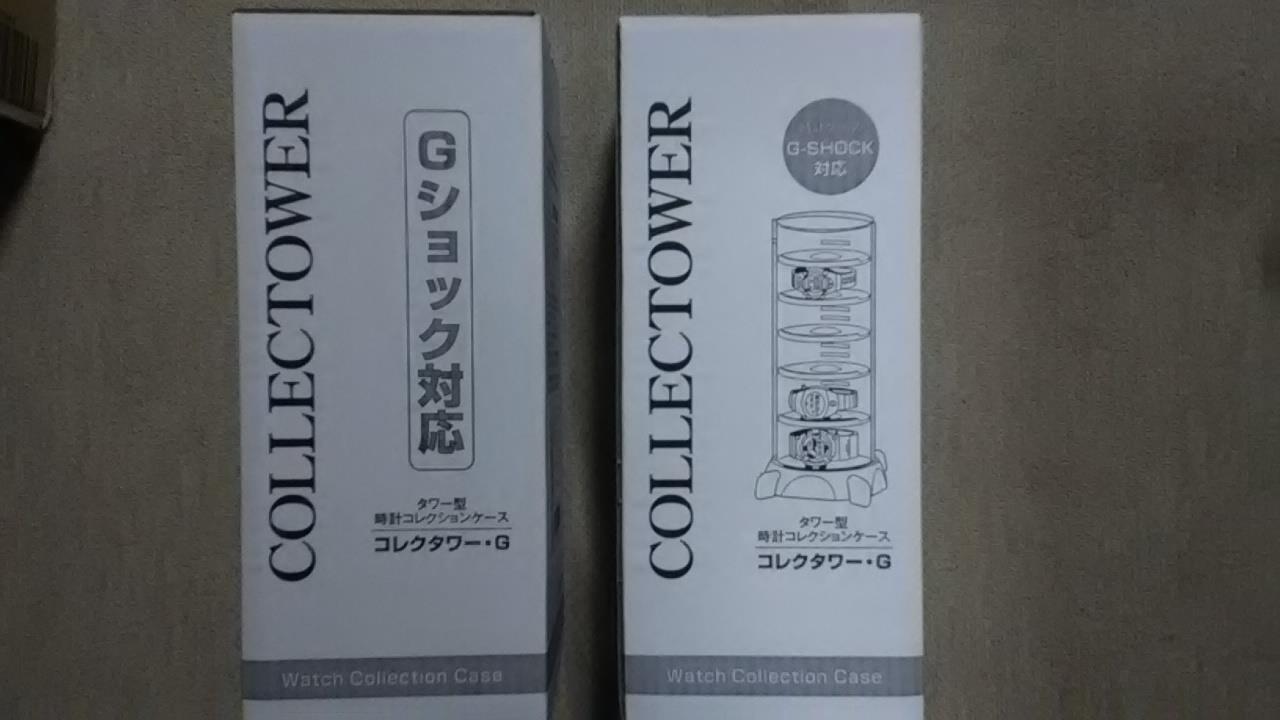 COLLECTOWER
Gショック対応
タワー型
時計コレクションケース
コレクタワー・G
Watch Collection Case
COLLECTOWER
G-SHOCK
対応
タワー型
時計コレクションケース
コレクタワー・G
Watch Collection Case